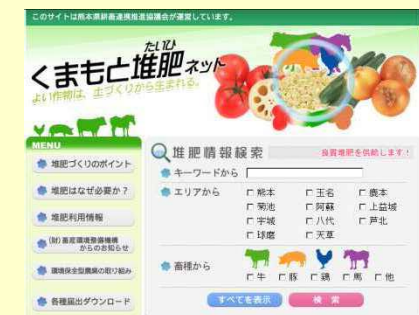 このサイトは熊本県耕畜連携推進協議会が運営しています。
たいひ
くまもと堆肥ネット
よい作物は、土づくりから生まれる。
MENU
堆肥づくりのポイント
堆肥はなぜ必要か?
堆肥利用情報
(財)畜産環境整備機構
からのお知らせ
環境保全型農業の取り組み
各種届出ダウンロード
堆肥情報検索
良質堆肥を供給します!
キーワードから
エリアから
熊本 玉名 鹿本
菊池 阿蘇 上益城
宇城 八代 芦北
球磨 天草
畜種から
牛 豚 鶏 馬 他
すべてを表示 検索